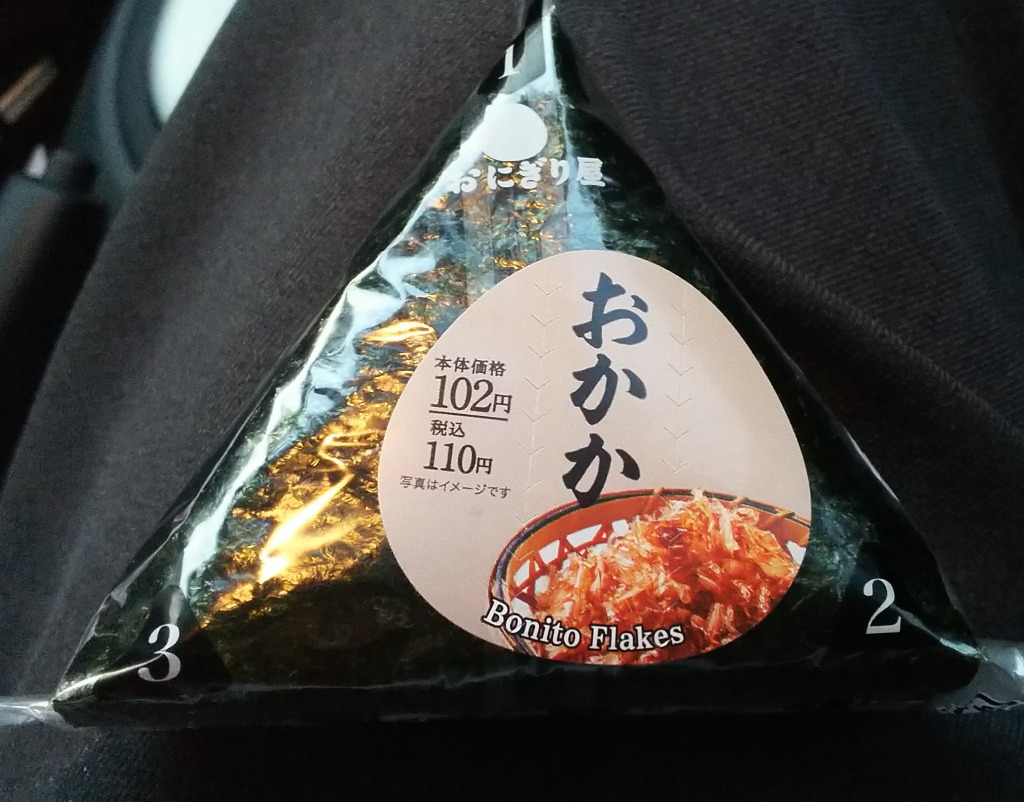 1
おにぎり屋
おかか
本体価格
102円
税込
110円
写真はイメージです
Bonito Flakes
2
3